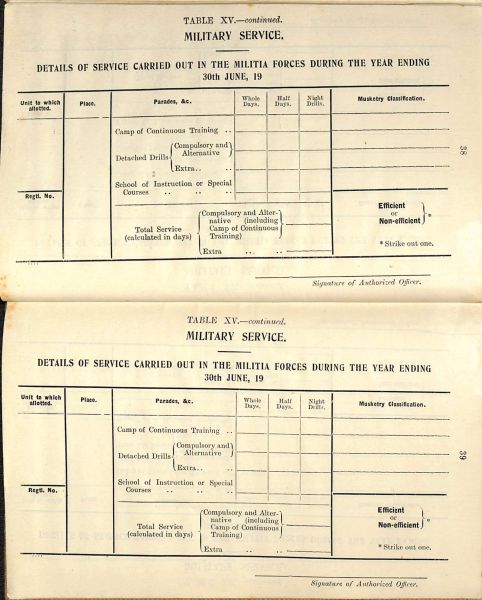 TABLE XV.—continued.
MILITARY SERVICE.
DETAILS OF SERVICE CARRIED OUT IN THE MILITIA FORCES DURING THE YEAR ENDING
30th JUNE, 19
Unit to which allotted.
Place.
Parades, &c.
Whole Days.
Half Days.
Night Drills.
Musketry Classification.
Camp of Continuous Training ..
Detached Drills { Compulsory and Alternative }
Extra.. ..
School of Instruction or Special
Courses .. .. ..
Regtl. No.
Total Service (calculated in days)
{ Compulsory and Alter-
native (including
Camp of Continuous
Training) }
Extra .. ..
Efficient
or
Non-efficient } *
* Strike out one.
Signature of Authorized Officer.
38
TABLE XV.—continued.
MILITARY SERVICE.
DETAILS OF SERVICE CARRIED OUT IN THE MILITIA FORCES DURING THE YEAR ENDING
30th JUNE, 19
Unit to which allotted.
Place.
Parades, &c.
Whole Days.
Half Days.
Night Drills.
Musketry Classification.
Camp of Continuous Training ..
Detached Drills { Compulsory and Alternative }
Extra.. ..
School of Instruction or Special
Courses .. .. ..
Regtl. No.
Total Service (calculated in days)
{ Compulsory and Alter-
native (including
Camp of Continuous
Training) }
Extra .. ..
Efficient
or
Non-efficient } *
* Strike out one.
Signature of Authorized Officer.
39